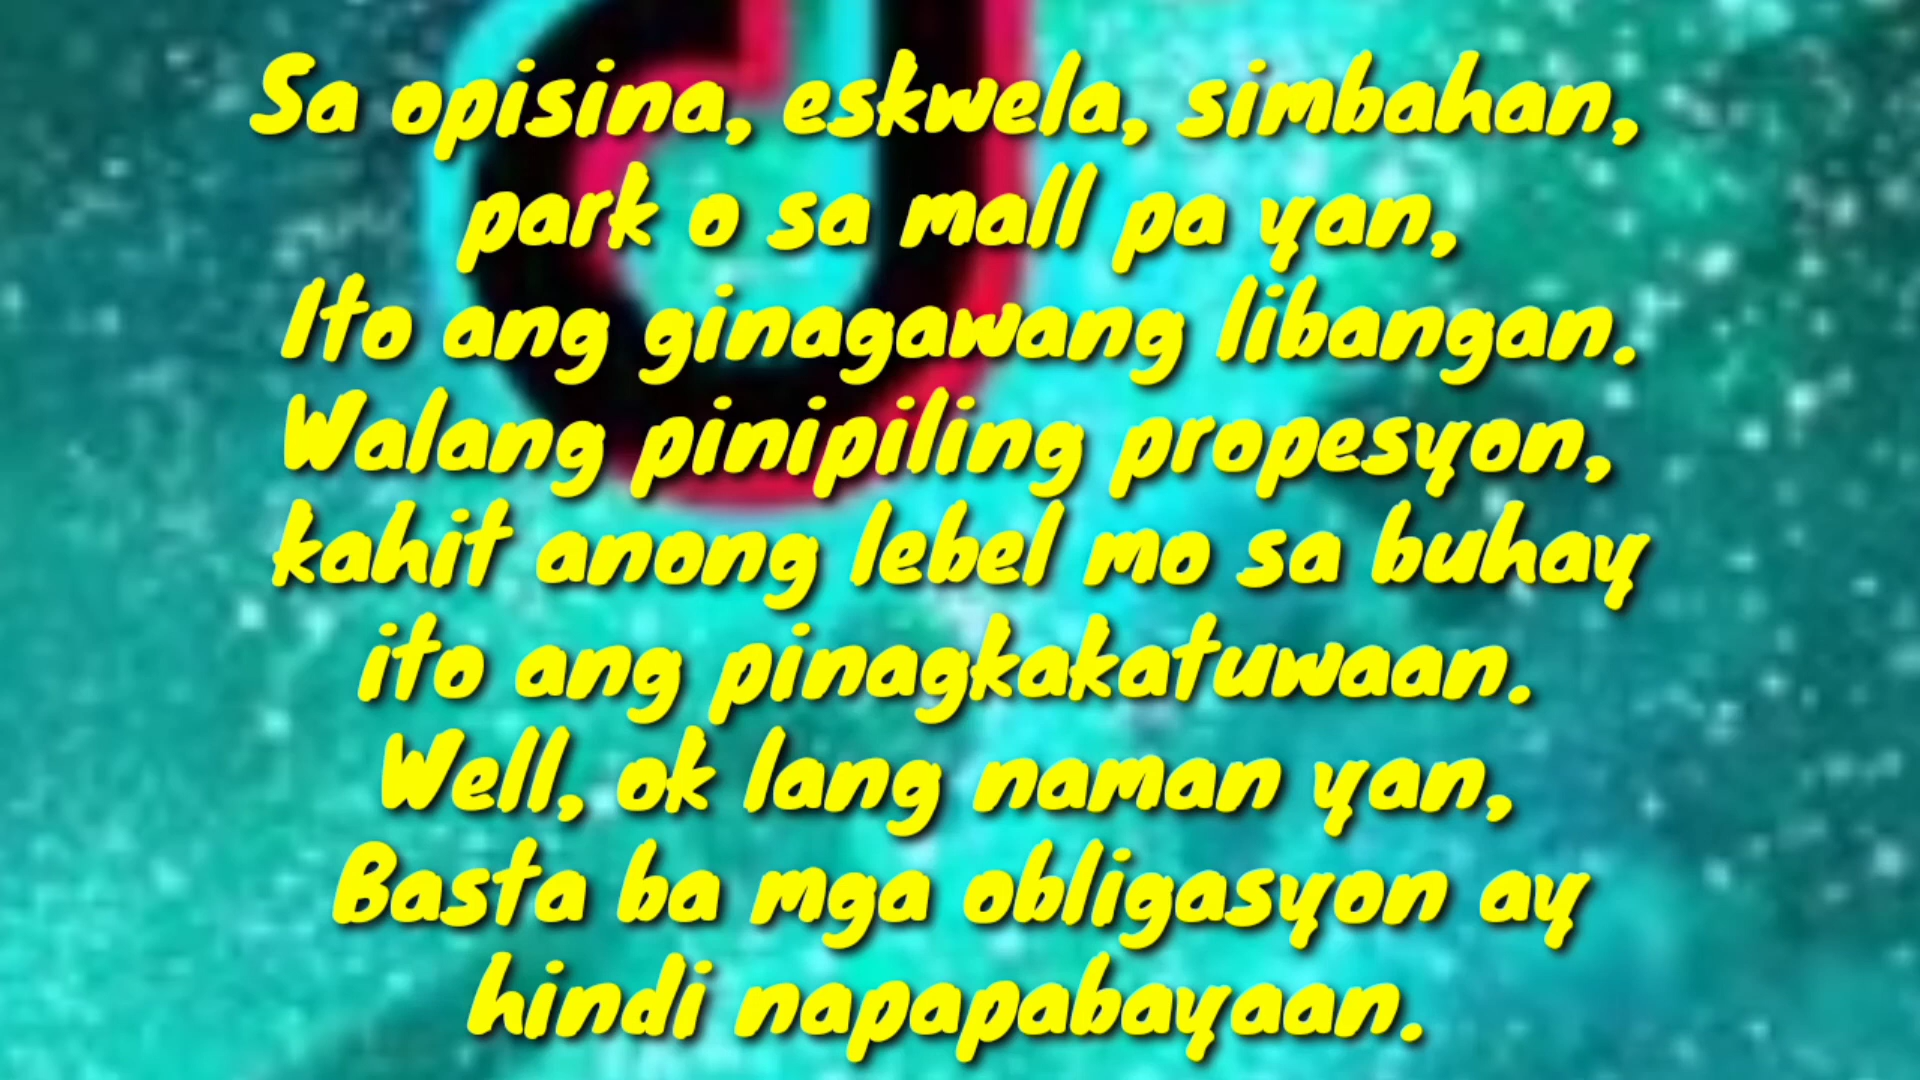 Sa opisina, eskwela, simbahan,
park o sa mall pa yan,
Ito ang ginagawang libangan.
Walang pinipiling propesyon,
kahit anong lebel mo sa buhay
ito ang pinagkakatuwaan.
Well, ok lang naman yan,
Basta ba mga obligasyon ay
hindi napapabayaan.